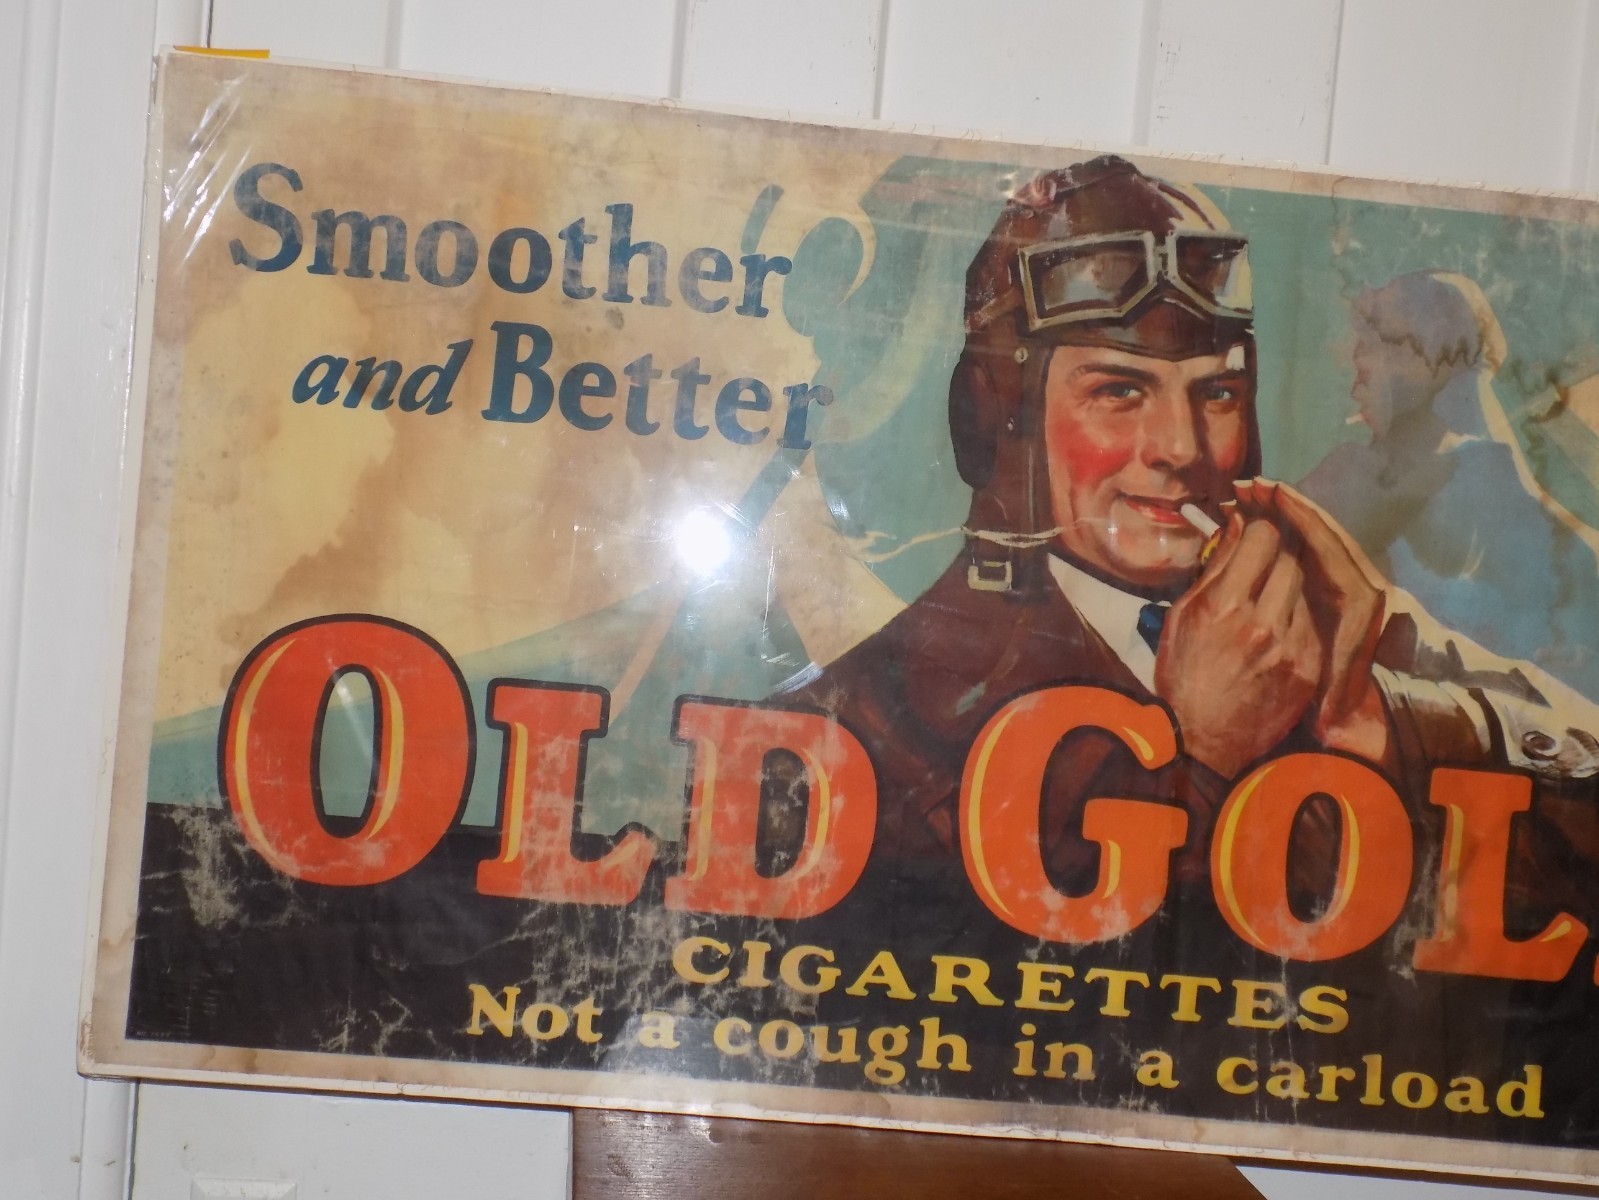 Smoother
and Better
OLD GOL
CIGARETTES
Not a cough in a carload